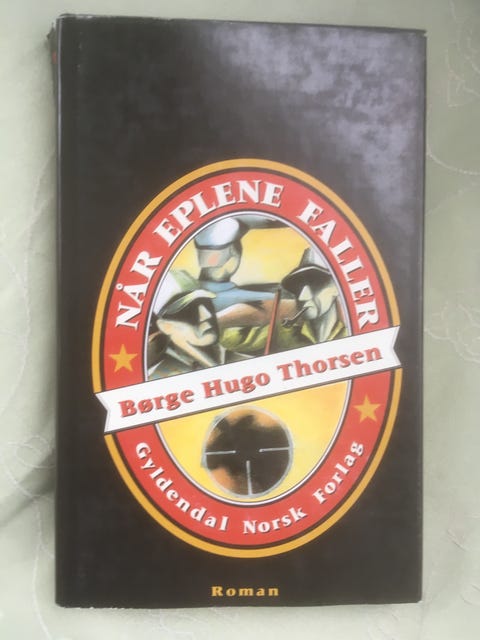 NÅR EPLENE FALLER
Børge Hugo Thorsen
Gyldendal Norsk Forlag
Roman